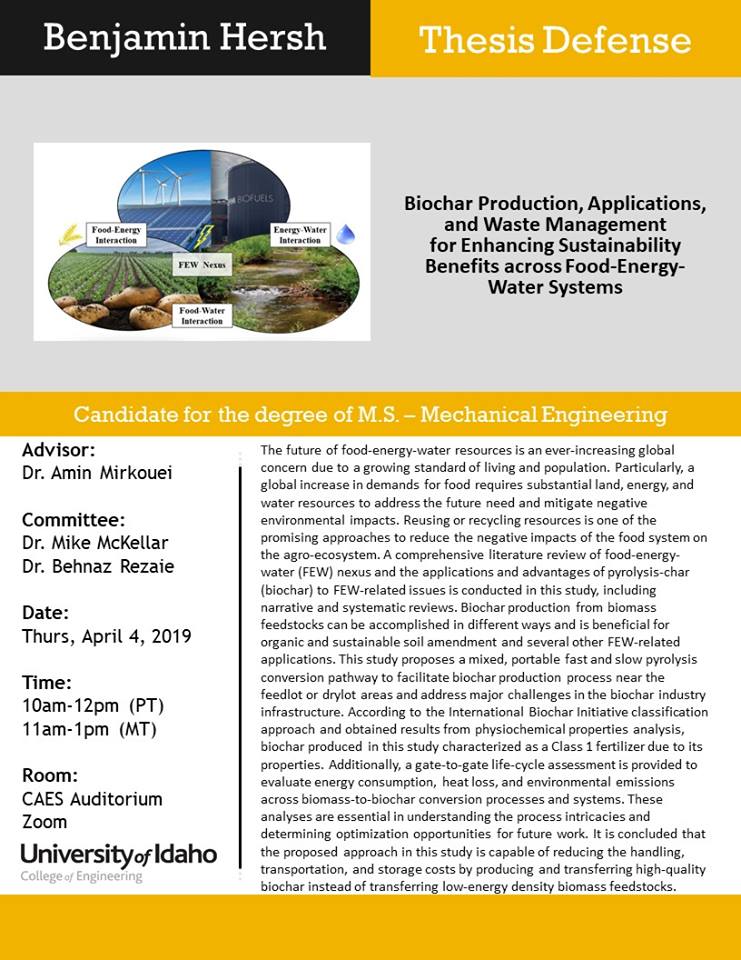 Benjamin Hersh
Thesis Defense
BIOFUELS
Food-Energy
Interaction
Energy-Water
Interaction
FEW Nexus
Food-Water
Interaction
Biochar Production, Applications,
and Waste Management
for Enhancing Sustainability
Benefits across Food-Energy-
Water Systems
Candidate for the degree of M.S. – Mechanical Engineering
Advisor:
Dr. Amin Mirkouei
Committee:
Dr. Mike McKellar
Dr. Behnaz Rezaie
Date:
Thurs, April 4, 2019
Time:
10am-12pm (PT)
11am-1pm (MT)
Room:
CAES Auditorium
Zoom
University of Idaho
College of Engineering
The future of food-energy-water resources is an ever-increasing global
concern due to a growing standard of living and population. Particularly, a
global increase in demands for food requires substantial land, energy, and
water resources to address the future need and mitigate negative
environmental impacts. Reusing or recycling resources is one of the
promising approaches to reduce the negative impacts of the food system on
the agro-ecosystem. A comprehensive literature review of food-energy-
water (FEW) nexus and the applications and advantages of pyrolysis-char
(biochar) to FEW-related issues is conducted in this study, including
narrative and systematic reviews. Biochar production from biomass
feedstocks can be accomplished in different ways and is beneficial for
organic and sustainable soil amendment and several other FEW-related
applications. This study proposes a mixed, portable fast and slow pyrolysis
conversion pathway to facilitate biochar production process near the
feedlot or drylot areas and address major challenges in the biochar industry
infrastructure. According to the International Biochar Initiative classification
approach and obtained results from physiochemical properties analysis,
biochar produced in this study characterized as a Class 1 fertilizer due to its
properties. Additionally, a gate-to-gate life-cycle assessment is provided to
evaluate energy consumption, heat loss, and environmental emissions
across biomass-to-biochar conversion processes and systems. These
analyses are essential in understanding the process intricacies and
determining optimization opportunities for future work. It is concluded that
the proposed approach in this study is capable of reducing the handling,
transportation, and storage costs by producing and transferring high-quality
biochar instead of transferring low-energy density biomass feedstocks.